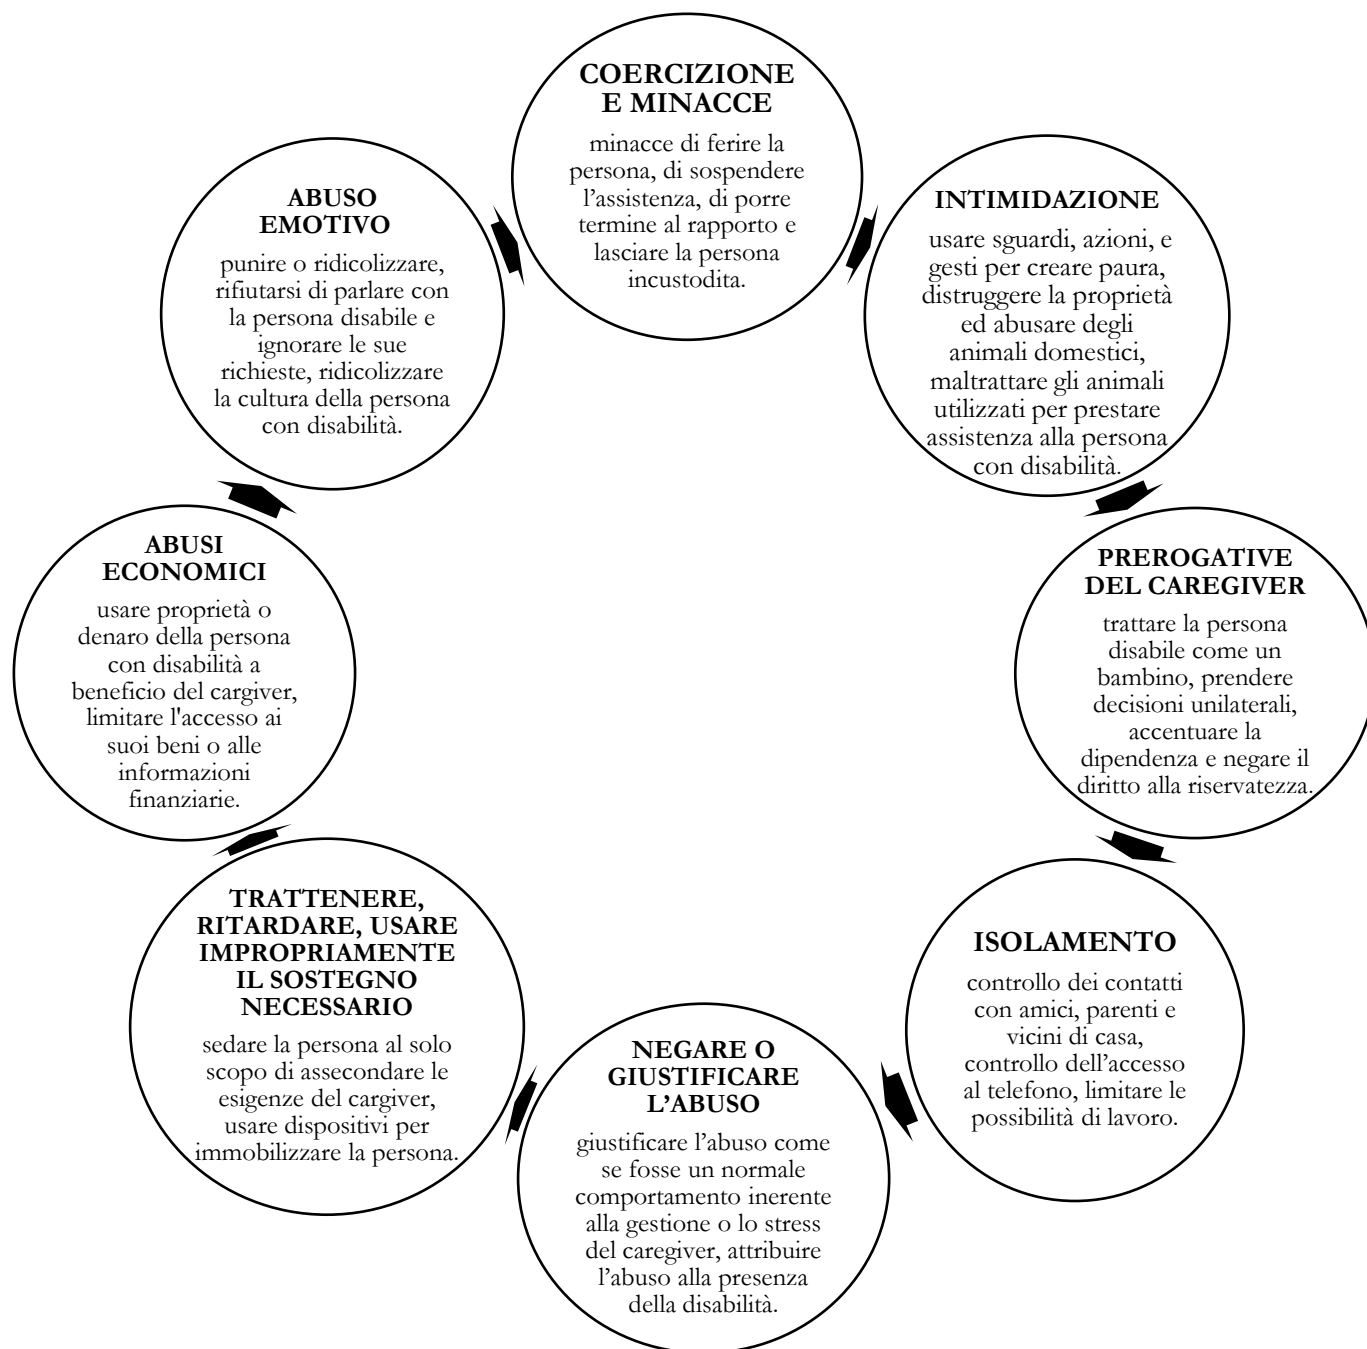 COERCIZIONE
E MINACCE
minacce di ferire la
persona, di sospendere
l’assistenza, di porre
termine al rapporto e
lasciare la persona
incustodita.
INTIMIDAZIONE
usare sguardi, azioni, e
gesti per creare paura,
distruggere la proprietà
ed abusare degli
animali domestici,
maltrattare gli animali
utilizzati per prestare
assistenza alla persona
con disabilità.
PREROGATIVE
DEL CAREGIVER
trattare la persona
disabile come un
bambino, prendere
decisioni unilaterali,
accentuare la
dipendenza e negare il
diritto alla riservatezza.
ISOLAMENTO
controllo dei contatti
con amici, parenti e
vicini di casa,
controllo dell’accesso
al telefono, limitare le
possibilità di lavoro.
NEGARE O
GIUSTIFICARE
L’ABUSO
giustificare l’abuso come
se fosse un normale
comportamento inerente
alla gestione o lo stress
del caregiver, attribuire
l’abuso alla presenza
della disabilità.
TRATTENERE,
RITARDARE, USARE
IMPROPRIAMENTE
IL SOSTEGNO
NECESSARIO
sedare la persona al solo
scopo di assecondare le
esigenze del cargiver,
usare dispositivi per
immobilizzare la persona.
ABUSI
ECONOMICI
usare proprietà o
denaro della persona
con disabilità a
beneficio del cargiver,
limitare l'accesso ai
suoi beni o alle
informazioni
finanziarie.
ABUSO
EMOTIVO
punire o ridicolizzare,
rifiutarsi di parlare con
la persona disabile e
ignorare le sue
richieste, ridicolizzare
la cultura della persona
con disabilità.